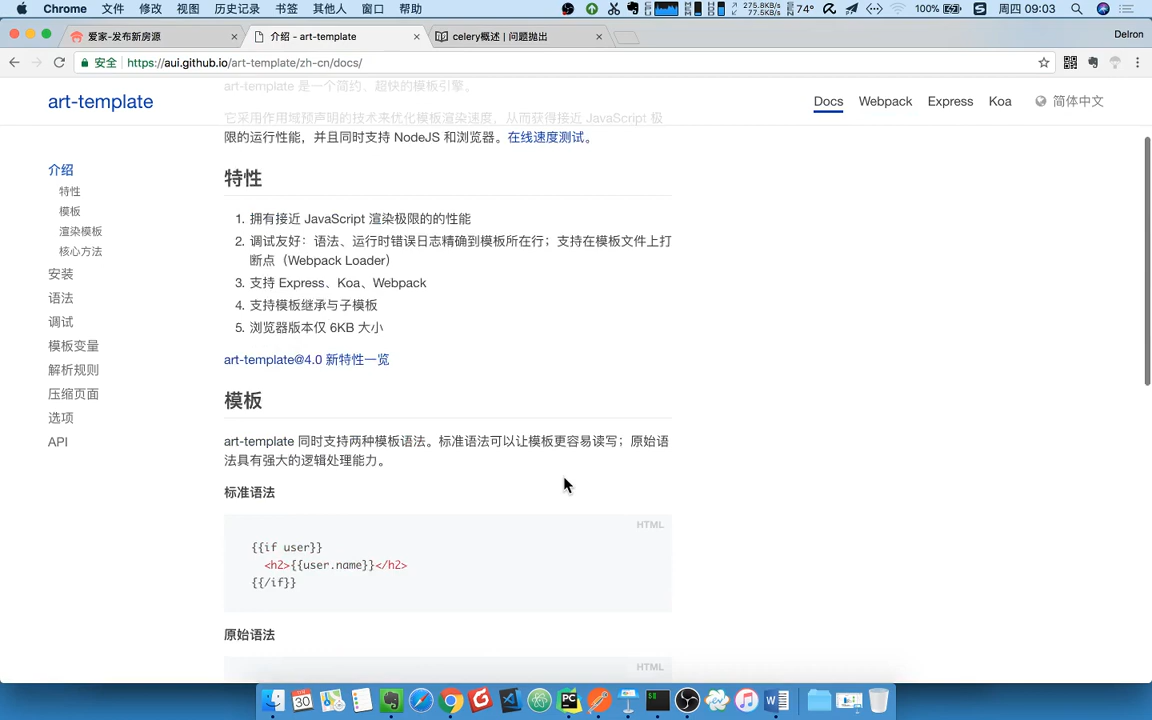 Chrome 文件 修改 视图 历史记录 书签 其他人 窗口 帮助
275.8KB/s
77.5KB/s
74° 100% 周四 09:03
爱家-发布新房源
介绍 - art-template
celery概述 | 问题抛出
Delron
安全 https://aui.github.io/art-template/zh-cn/docs/
art-template
Docs Webpack Express Koa 简体中文
介绍
特性
模板
渲染模板
核心方法
安装
语法
调试
模板变量
解析规则
压缩页面
选项
API
art-template 是一个简约、超快的模板引擎。
它采用作用域预声明的技术来优化模板渲染速度，从而获得接近 JavaScript 极
限的运行性能，并且同时支持 NodeJS 和浏览器。在线速度测试。
特性
1. 拥有接近 JavaScript 渲染极限的的性能
2. 调试友好：语法、运行时错误日志精确到模板所在行；支持在模板文件上打
断点（Webpack Loader）
3. 支持 Express、Koa、Webpack
4. 支持模板继承与子模板
5. 浏览器版本仅 6KB 大小
art-template@4.0 新特性一览
模板
art-template 同时支持两种模板语法。标准语法可以让模板更容易读写；原始语
法具有强大的逻辑处理能力。
标准语法
HTML
{{if user}}
<h2>{{user.name}}</h2>
{{/if}}
原始语法
HTML